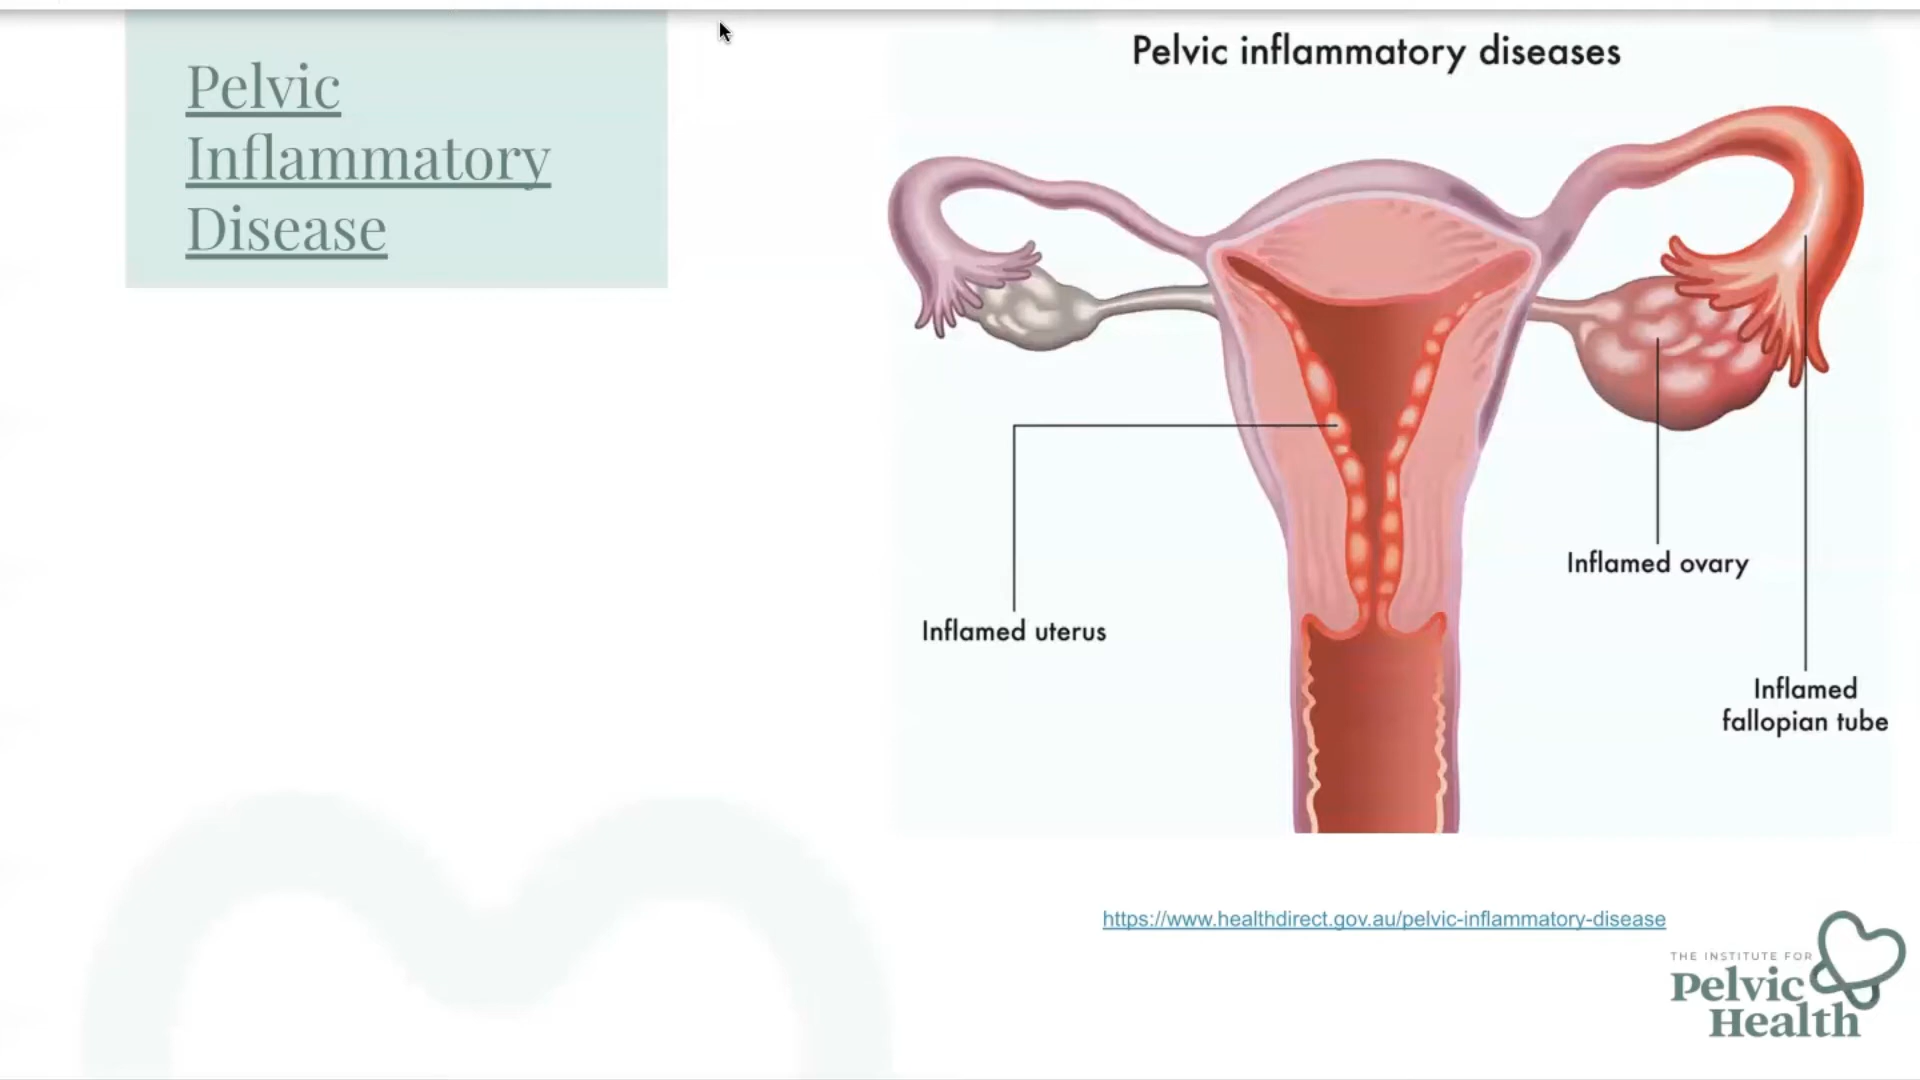 Pelvic
Inflammatory
Disease
Pelvic inflammatory diseases
Inflamed uterus
Inflamed ovary
Inflamed
fallopian tube
https://www.healthdirect.gov.au/pelvic-inflammatory-disease
THE INSTITUTE FOR
Pelvic
Health